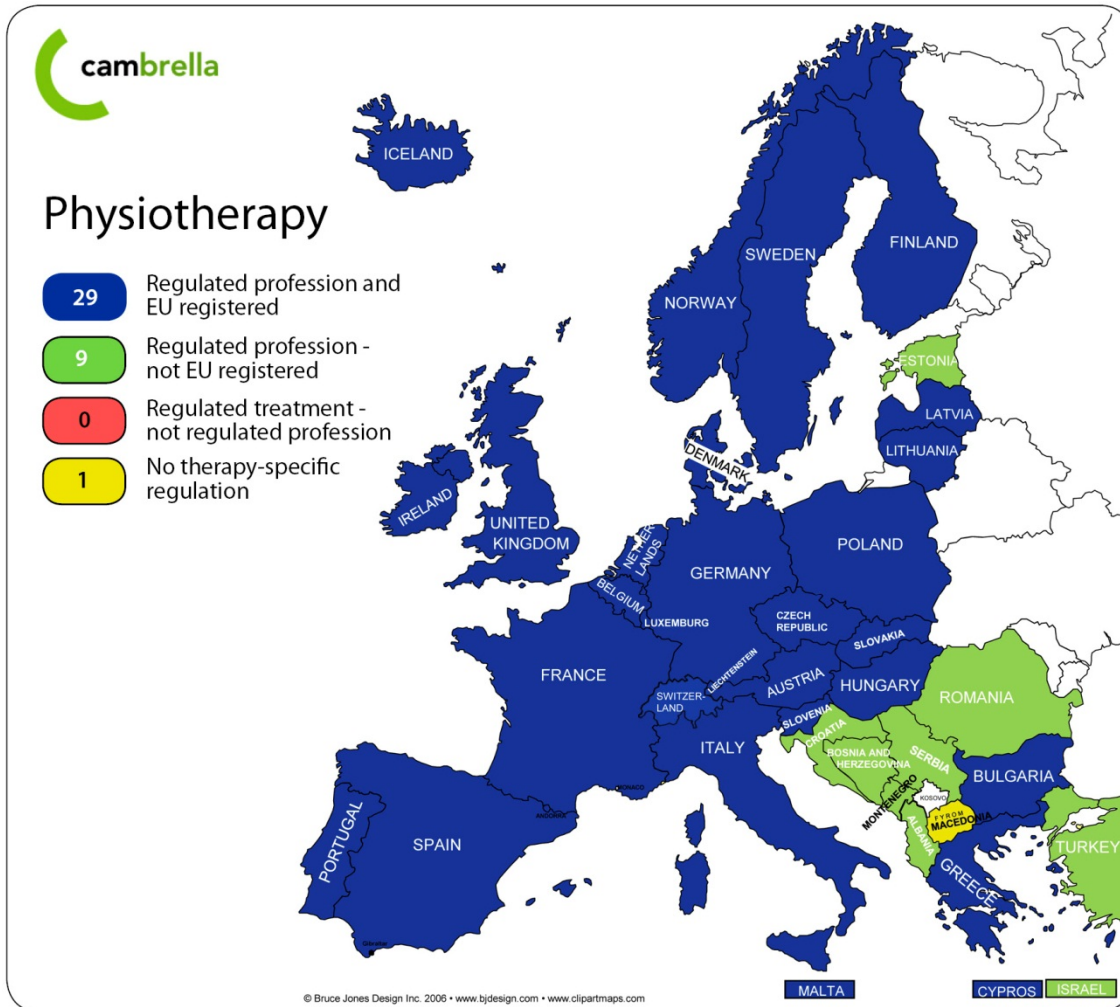 cambrella
Physiotherapy
29
Regulated profession and
EU registered
9
Regulated profession -
not EU registered
0
Regulated treatment -
not regulated profession
1
No therapy-specific
regulation
ICELAND
SWEDEN
FINLAND
NORWAY
ESTONIA
LATVIA
LITHUANIA
DENMARK
IRELAND
UNITED
KINGDOM
NETHER-
LANDS
BELGIUM
LUXEMBURG
GERMANY
POLAND
CZECH
REPUBLIC
SLOVAKIA
LIECHTENSTEIN
AUSTRIA
HUNGARY
FRANCE
SWITZER-
LAND
SLOVENIA
ITALY
CROATIA
BOSNIA AND
HERZEGOVINA
SERBIA
ROMANIA
BULGARIA
MONTENEGRO
KOSOVO
FYROM
MACEDONIA
ALBANIA
GREECE
TURKEY
MONACO
ANDORRA
PORTUGAL
SPAIN
Gibraltar
MALTA
CYPROS
ISRAEL
© Bruce Jones Design Inc. 2006 • www.bjdesign.com • www.clipartmaps.com